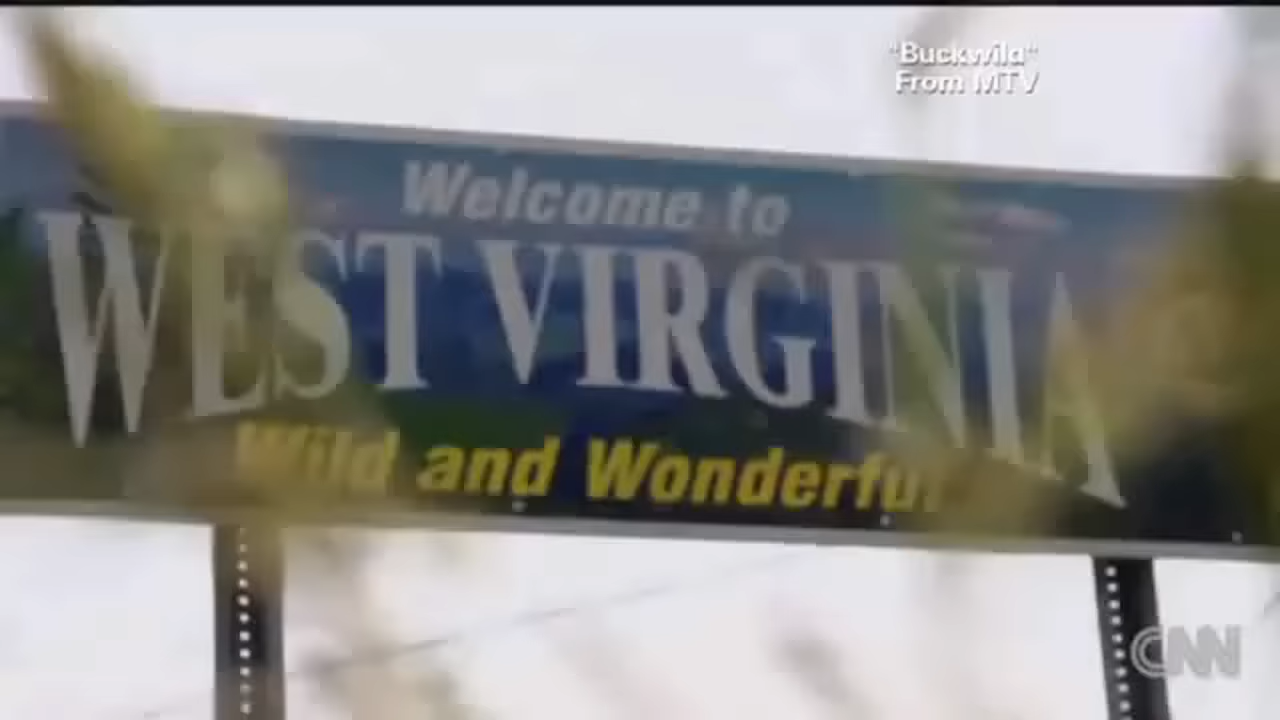 "Buckwild"
From MTV
Welcome to
WEST VIRGINIA
Wild and Wonderful
CNN